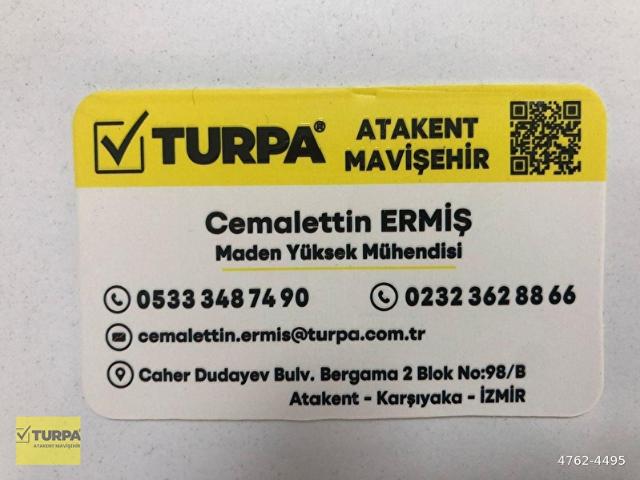 TURPA®
ATAKENT
MAVİŞEHİR
Cemalettin ERMİŞ
Maden Yüksek Mühendisi
0533 348 74 90
0232 362 88 66
cemalettin.ermis@turpa.com.tr
Caher Dudayev Bulv. Bergama 2 Blok No:98/B
Atakent - Karşıyaka - İZMİR
TURPA
ATAKENT MAVİŞEHİR
4762-4495